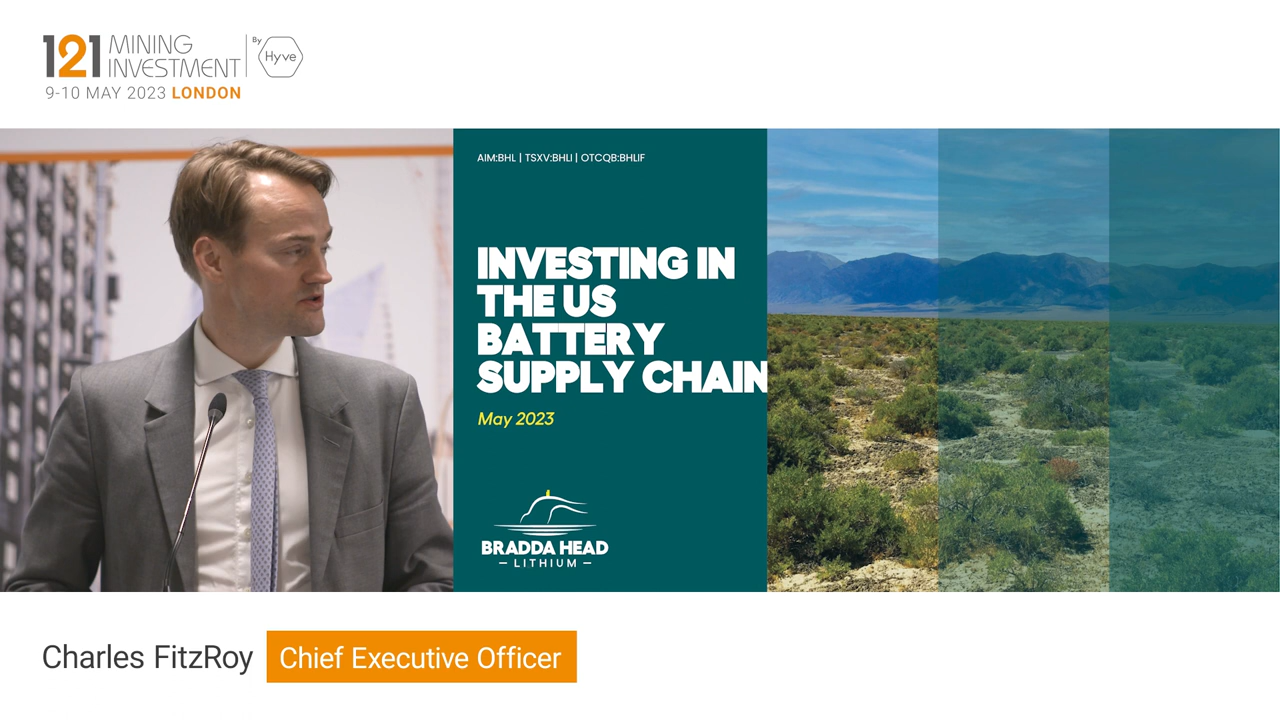 121 MINING INVESTMENT By Hyve
9-10 MAY 2023 LONDON
AIM:BHL | TSXV:BHLI | OTCQB:BHLIF
INVESTING IN
THE US
BATTERY
SUPPLY CHAIN
May 2023
BRADDA HEAD
– LITHIUM –
Charles FitzRoy Chief Executive Officer